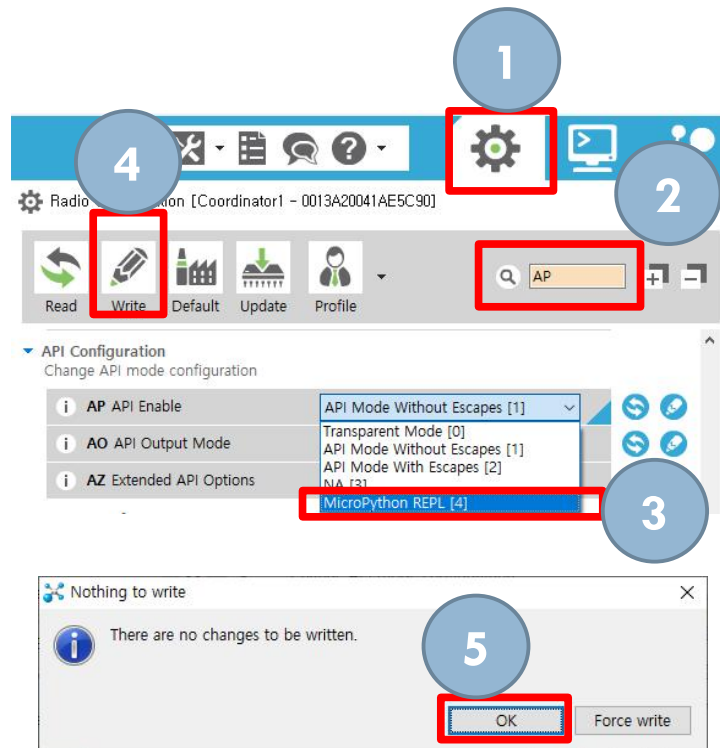 1
4
2
Radio
[Coordinator1 - 0013A20041AE5C90]
Read Write Default Update Profile
AP
API Configuration
Change API mode configuration
i AP API Enable API Mode Without Escapes [1]
Transparent Mode [0]
i AO API Output Mode API Mode Without Escapes [1]
API Mode With Escapes [2]
i AZ Extended API Options NA [3]
MicroPython REPL [4]
3
Nothing to write
There are no changes to be written.
5
OK Force write